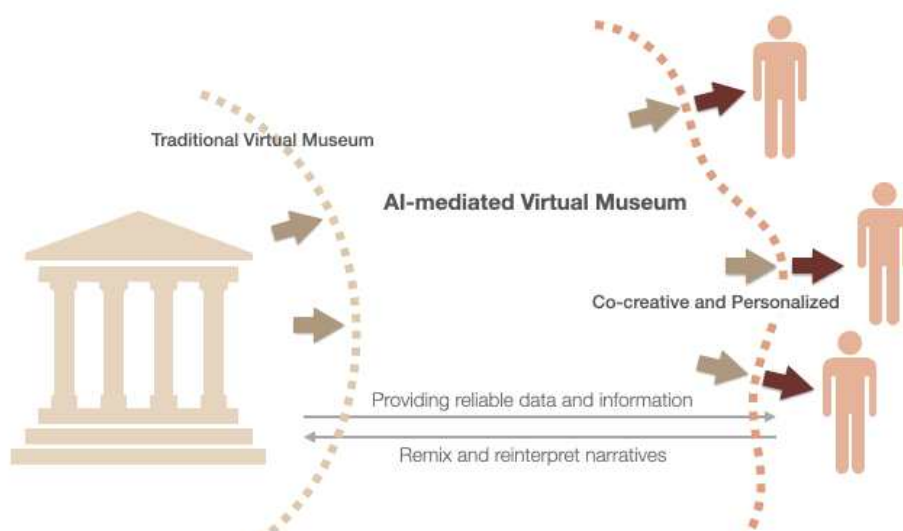 Traditional Virtual Museum
AI-mediated Virtual Museum
Co-creative and Personalized
Providing reliable data and information
Remix and reinterpret narratives